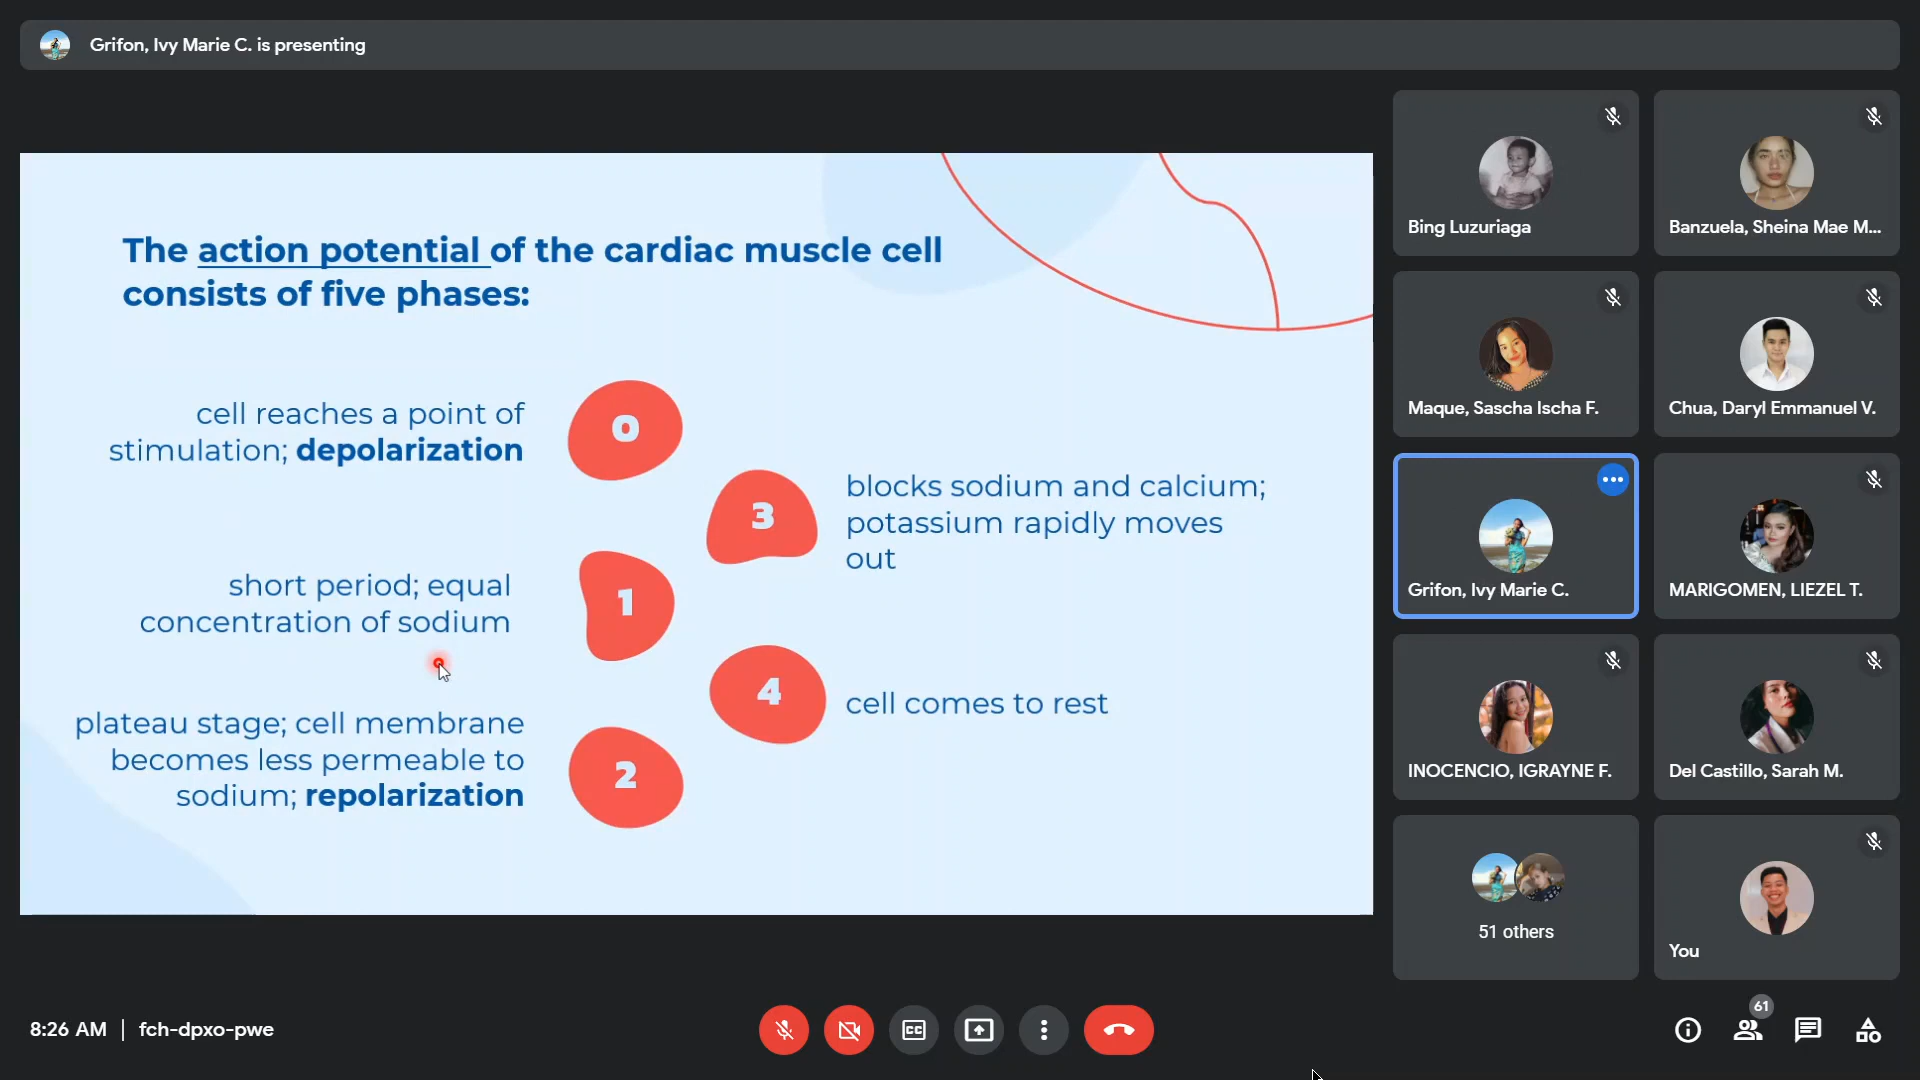 Grifon, Ivy Marie C. is presenting
The action potential of the cardiac muscle cell
consists of five phases:
cell reaches a point of
stimulation; depolarization
0
short period; equal
concentration of sodium
1
plateau stage; cell membrane
becomes less permeable to
sodium; repolarization
2
3
blocks sodium and calcium;
potassium rapidly moves
out
4
cell comes to rest
Bing Luzuriaga
Banzuela, Sheina Mae M...
Maque, Sascha Ischa F.
Chua, Daryl Emmanuel V.
Grifon, Ivy Marie C.
MARIGOMEN, LIEZEL T.
INOCENCIO, IGRAYNE F.
Del Castillo, Sarah M.
51 others
You
8:26 AM | fch-dpxo-pwe
CC
61